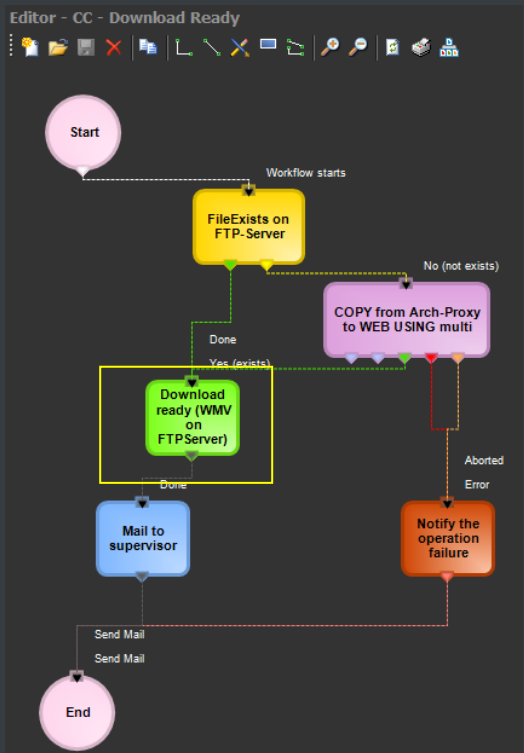 Editor - CC - Download Ready
Start
Workflow starts
FileExists on
FTP-Server
No (not exists)
COPY from Arch-Proxy
to WEB USING multi
Done
Yes (exists)
Download
ready (WMV
on
FTPServer)
Aborted
Error
Done
Mail to
supervisor
Notify the
operation
failure
Send Mail
Send Mail
End